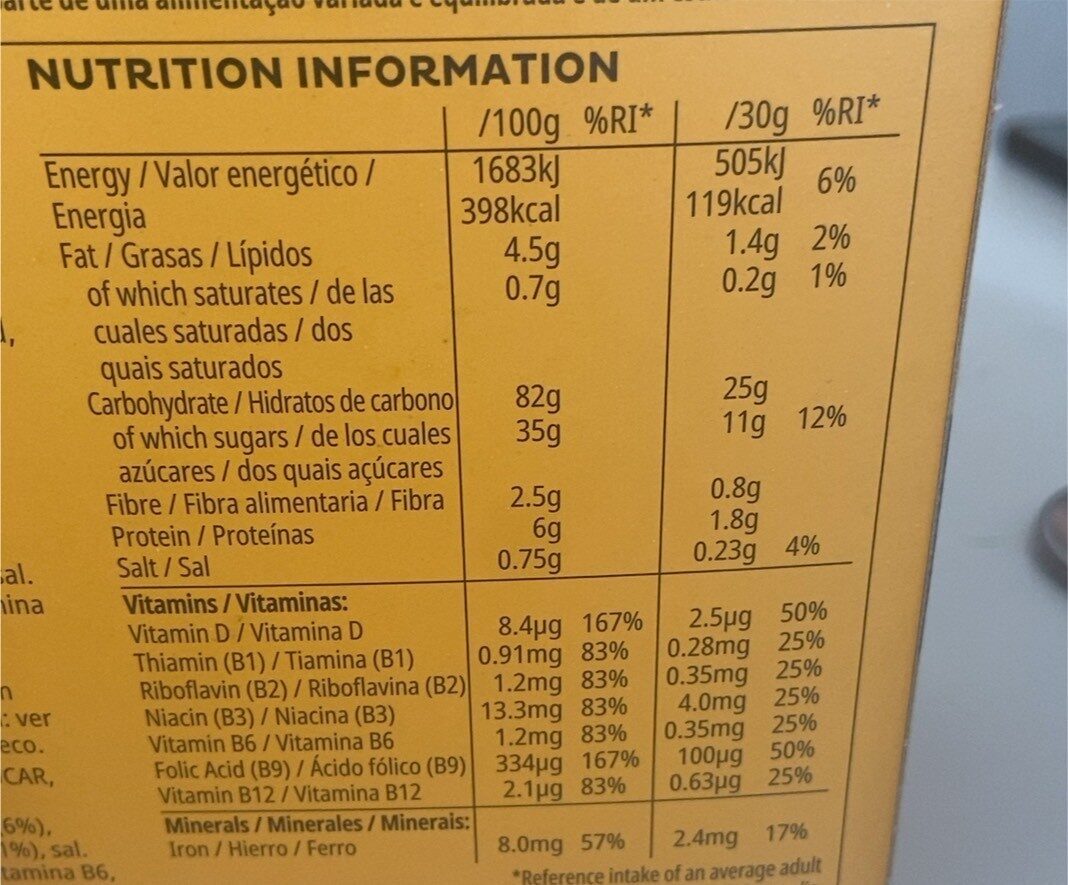 NUTRITION INFORMATION
/100g %RI* /30g %RI*
Energy / Valor energético / 1683kJ 505kJ 6%
Energia 398kcal 119kcal
Fat / Grasas / Lípidos 4.5g 1.4g 2%
of which saturates / de las 0.7g 0.2g 1%
cuales saturadas / dos
quais saturados
Carbohydrate / Hidratos de carbono 82g 25g
of which sugars / de los cuales 35g 11g 12%
azúcares / dos quais açúcares
Fibre / Fibra alimentaria / Fibra 2.5g 0.8g
Protein / Proteínas 6g 1.8g
Salt / Sal 0.75g 0.23g 4%
Vitamins / Vitaminas:
Vitamin D / Vitamina D 8.4µg 167% 2.5µg 50%
Thiamin (B1) / Tiamina (B1) 0.91mg 83% 0.28mg 25%
Riboflavin (B2) / Riboflavina (B2) 1.2mg 83% 0.35mg 25%
Niacin (B3) / Niacina (B3) 13.3mg 83% 4.0mg 25%
Vitamin B6 / Vitamina B6 1.2mg 83% 0.35mg 25%
Folic Acid (B9) / Ácido fólico (B9) 334µg 167% 100µg 50%
Vitamin B12 / Vitamina B12 2.1µg 83% 0.63µg 25%
Minerals / Minerales / Minerais:
Iron / Hierro / Ferro 8.0mg 57% 2.4mg 17%
*Reference intake of an average adult
sal.
ver
6%),
1%), sal.
B6,